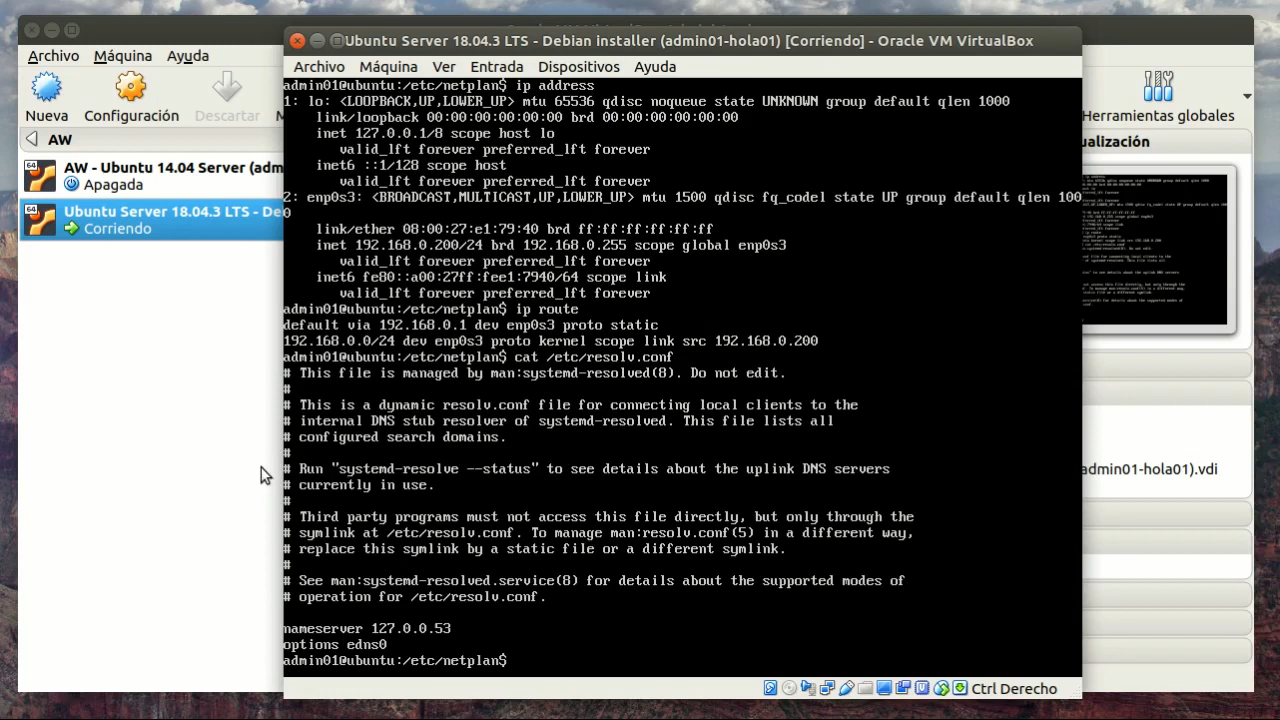 Ubuntu Server 18.04.3 LTS - Debian installer (admin01-hola01) [Corriendo] - Oracle VM VirtualBox
Archivo Máquina Ayuda
Nueva Configuración Descartar
Herramientas globales
AW
ualización
AW - Ubuntu 14.04 Server (adm
Apagada
Ubuntu Server 18.04.3 LTS - De
Corriendo
admin01-hola01).vdi
Archivo Máquina Ver Entrada Dispositivos Ayuda
admin01@ubuntu:/etc/netplan$ ip address
1: lo: <LOOPBACK,UP,LOWER_UP> mtu 65536 qdisc noqueue state UNKNOWN group default qlen 1000
link/loopback 00:00:00:00:00:00 brd 00:00:00:00:00:00
inet 127.0.0.1/8 scope host lo
valid_lft forever preferred_lft forever
inet6 ::1/128 scope host
valid_lft forever preferred_lft forever
2: enp0s3: <BROADCAST,MULTICAST,UP,LOWER_UP> mtu 1500 qdisc fq_codel state UP group default qlen 100
0
link/ether 08:00:27:e1:79:40 brd ff:ff:ff:ff:ff:ff
inet 192.168.0.200/24 brd 192.168.0.255 scope global enp0s3
valid_lft forever preferred_lft forever
inet6 fe80::a00:27ff:fee1:7940/64 scope link
valid_lft forever preferred_lft forever
admin01@ubuntu:/etc/netplan$ ip route
default via 192.168.0.1 dev enp0s3 proto static
192.168.0.0/24 dev enp0s3 proto kernel scope link src 192.168.0.200
admin01@ubuntu:/etc/netplan$ cat /etc/resolv.conf
# This file is managed by man:systemd-resolved(8). Do not edit.
#
# This is a dynamic resolv.conf file for connecting local clients to the
# internal DNS stub resolver of systemd-resolved. This file lists all
# configured search domains.
#
# Run "systemd-resolve --status" to see details about the uplink DNS servers
# currently in use.
#
# Third party programs must not access this file directly, but only through the
# symlink at /etc/resolv.conf. To manage man:resolv.conf(5) in a different way,
# replace this symlink by a static file or a different symlink.
#
# See man:systemd-resolved.service(8) for details about the supported modes of
# operation for /etc/resolv.conf.
nameserver 127.0.0.53
options edns0
admin01@ubuntu:/etc/netplan$
Ctrl Derecho